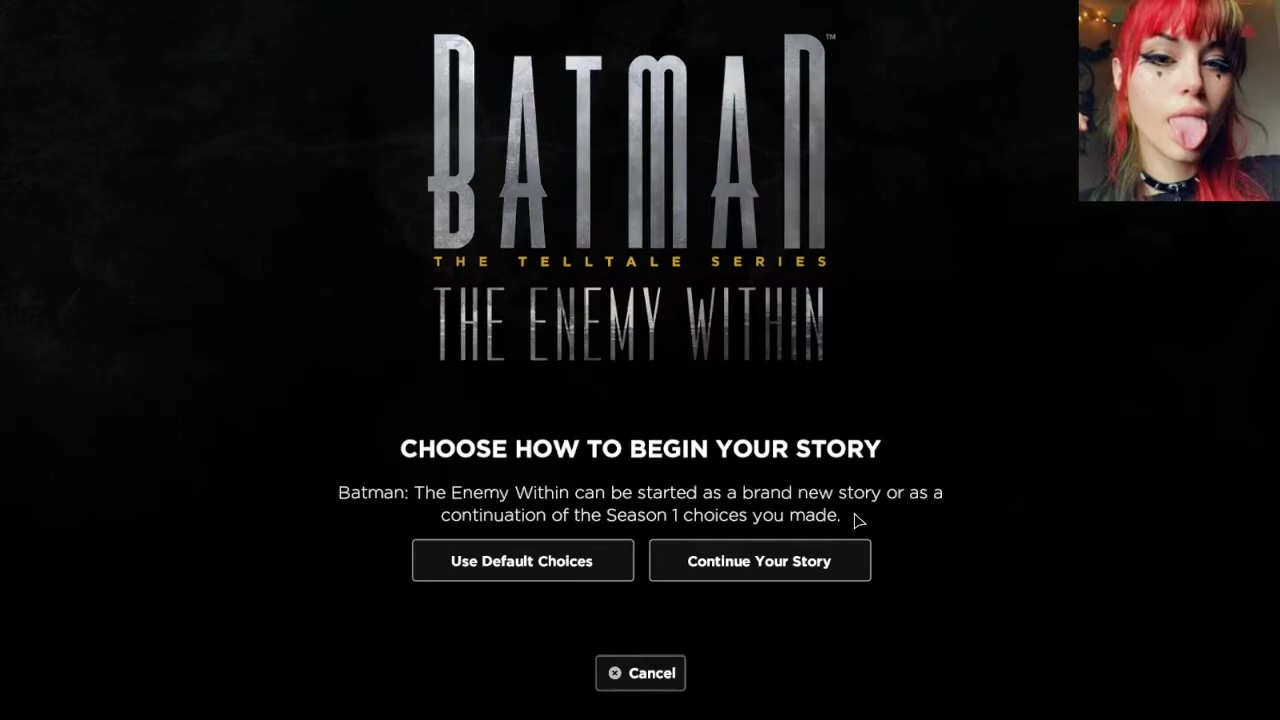 BATMAN™
THE TELLTALE SERIES
THE ENEMY WITHIN
CHOOSE HOW TO BEGIN YOUR STORY
Batman: The Enemy Within can be started as a brand new story or as a
continuation of the Season 1 choices you made.
Use Default Choices
Continue Your Story
Cancel